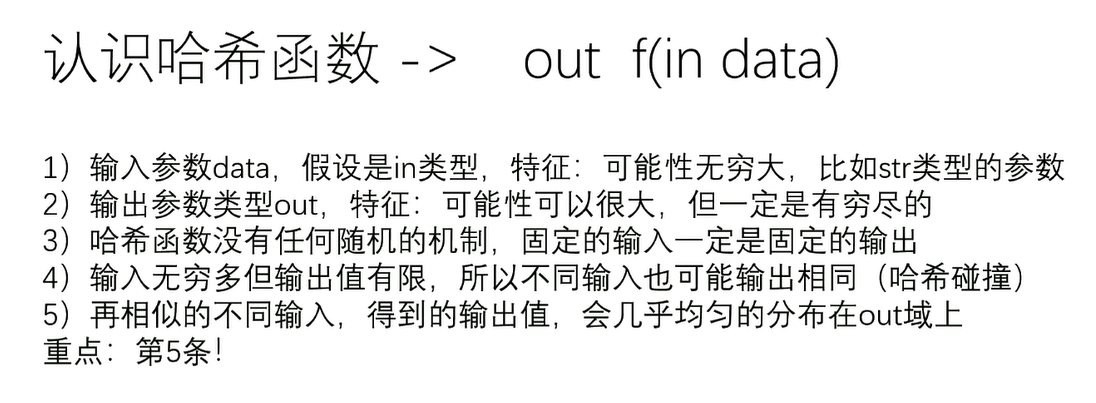 认识哈希函数 -> out f(in data)
1）输入参数data，假设是in类型，特征：可能性无穷大，比如str类型的参数
2）输出参数类型out，特征：可能性可以很大，但一定是有穷尽的
3）哈希函数没有任何随机的机制，固定的输入一定是固定的输出
4）输入无穷多但输出值有限，所以不同输入也可能输出相同（哈希碰撞）
5）再相似的不同输入，得到的输出值，会几乎均匀的分布在out域上
重点：第5条！